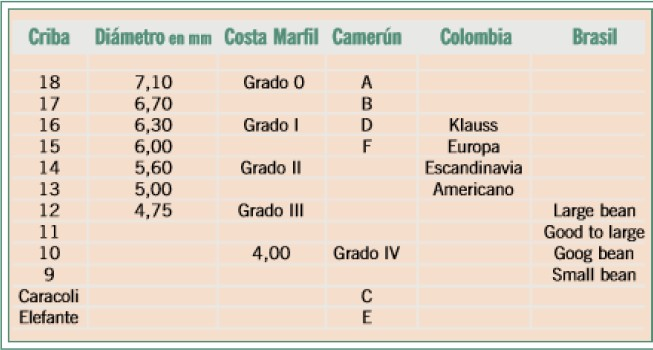 Criba Diámetro en mm Costa Marfil Camerún Colombia Brasil
18 7,10 Grado 0 A
17 6,70 B
16 6,30 Grado I D Klauss
15 6,00 F Europa
14 5,60 Grado II Escandinavia
13 5,00 Americano
12 4,75 Grado III Large bean
11 Good to large
10 4,00 Grado IV Goog bean
9 Small bean
Caracoli C
Elefante E